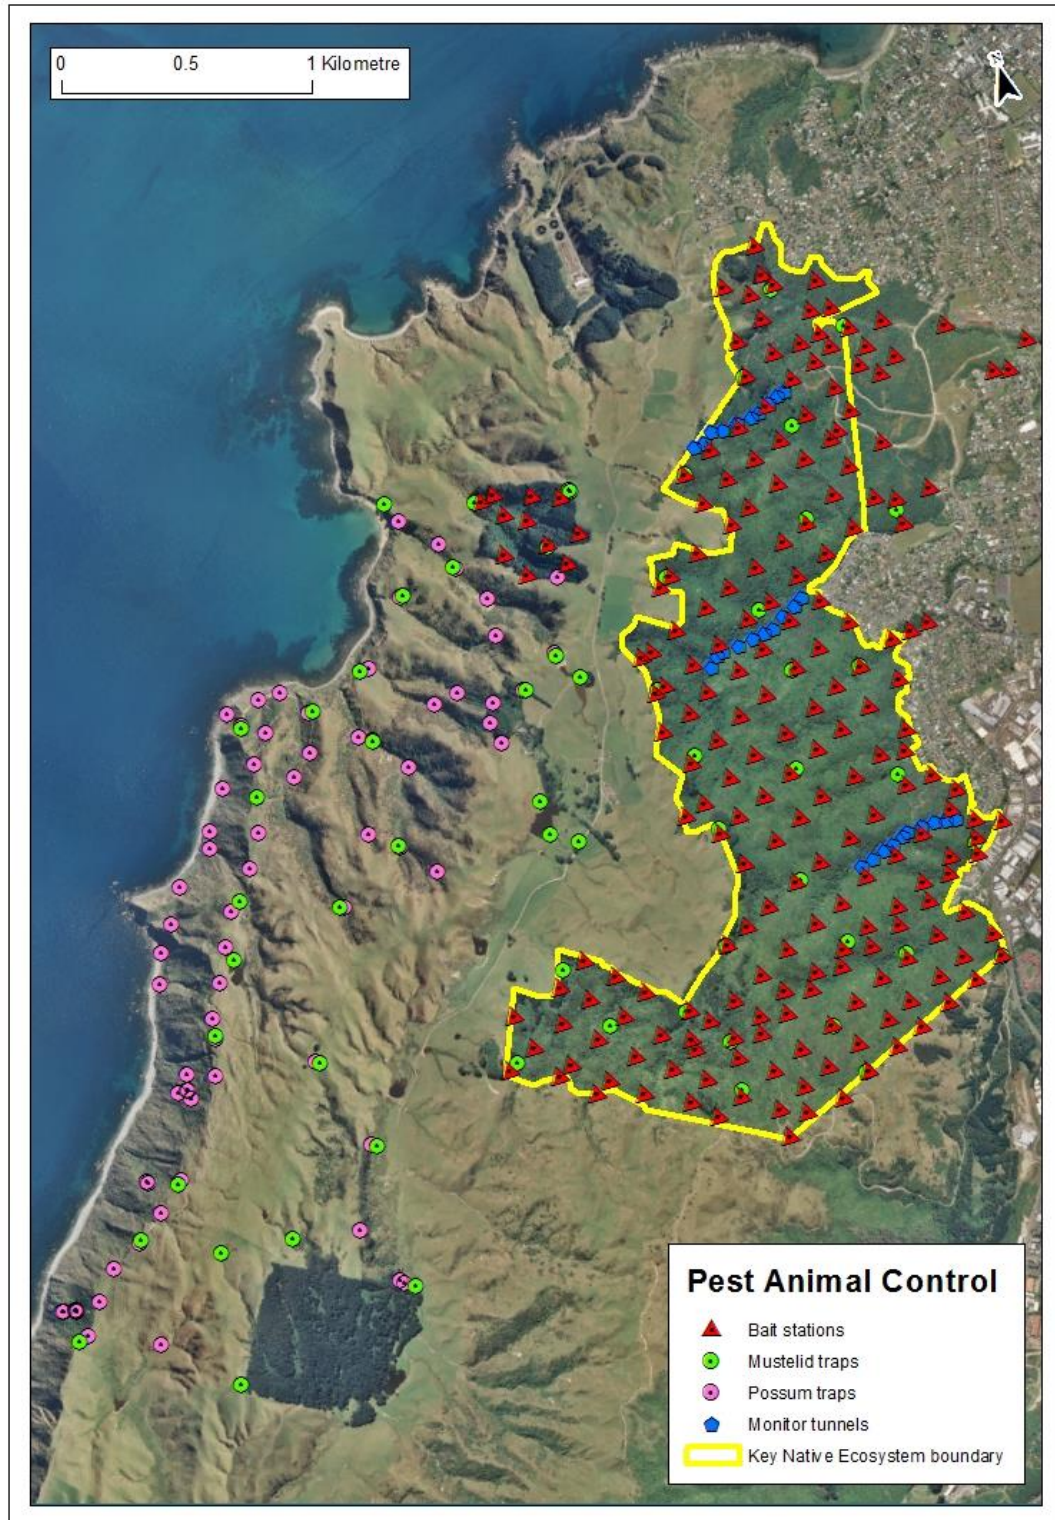 0 0.5 1 Kilometre
Pest Animal Control
Bait stations
Mustelid traps
Possum traps
Monitor tunnels
Key Native Ecosystem boundary